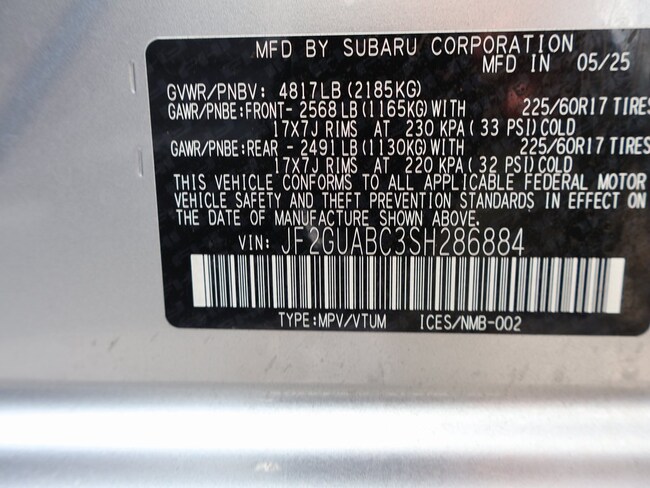 MFD BY SUBARU CORPORATION
MFD IN 05/25
GVWR/PNBV: 4817LB (2185KG)
GAWR/PNBE:FRONT- 2568 LB (1165KG) WITH 225/60R17 TIRES
17X7J RIMS AT 230 KPA ( 33 PSI) COLD
GAWR/PNBE:REAR - 2491 LB (1130KG) WITH 225/60R17 TIRES
17X7J RIMS AT 220 KPA ( 32 PSI) COLD
THIS VEHICLE CONFORMS TO ALL APPLICABLE FEDERAL MOTOR
VEHICLE SAFETY AND THEFT PREVENTION STANDARDS IN EFFECT ON
THE DATE OF MANUFACTURE SHOWN ABOVE.
VIN: JF2GUABC3SH286884
TYPE:MPV/VTUM ICES/NMB-002